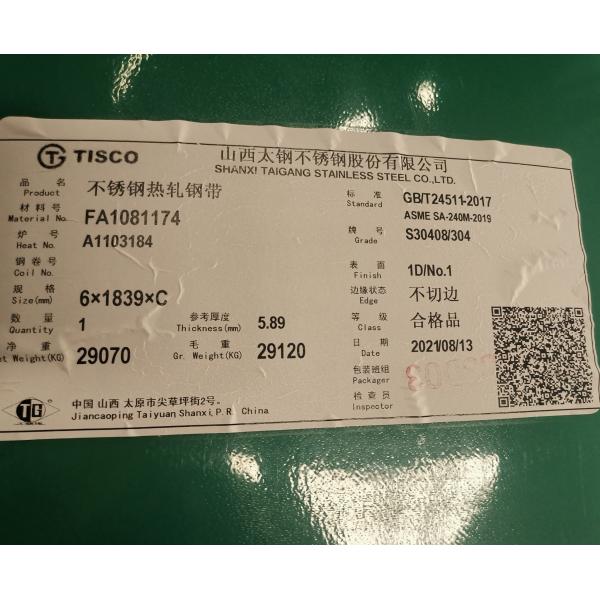 TISCO
山西太钢不锈钢股份有限公司
SHANXI TAIGANG STAINLESS STEEL CO.,LTD.
品 名 不锈钢热轧钢带
Product
标 准 GB/T24511-2017
Standard ASME SA-240M-2019
材料号 FA1081174
Material No.
牌 号 S30408/304
Grade
炉 号 A1103184
Heat No.
钢卷号
Coil No.
表 面 1D/No.1
Finish
规 格 6×1839×C
Size(mm)
边缘状态 不切边
Edge
数 量 1
Quantity
参考厚度 5.89
Thickness(mm)
等 级 合格品
Class
净 重 29070
et Weight(KG)
毛 重 29120
Gr. Weight(KG)
日 期 2021/08/13
Date
包装班组
Packager
检 查 员
Inspector
TG
中国 山西 太原市尖草坪街2号。
Jiancaoping Taiyuan Shanxi, P.R. China